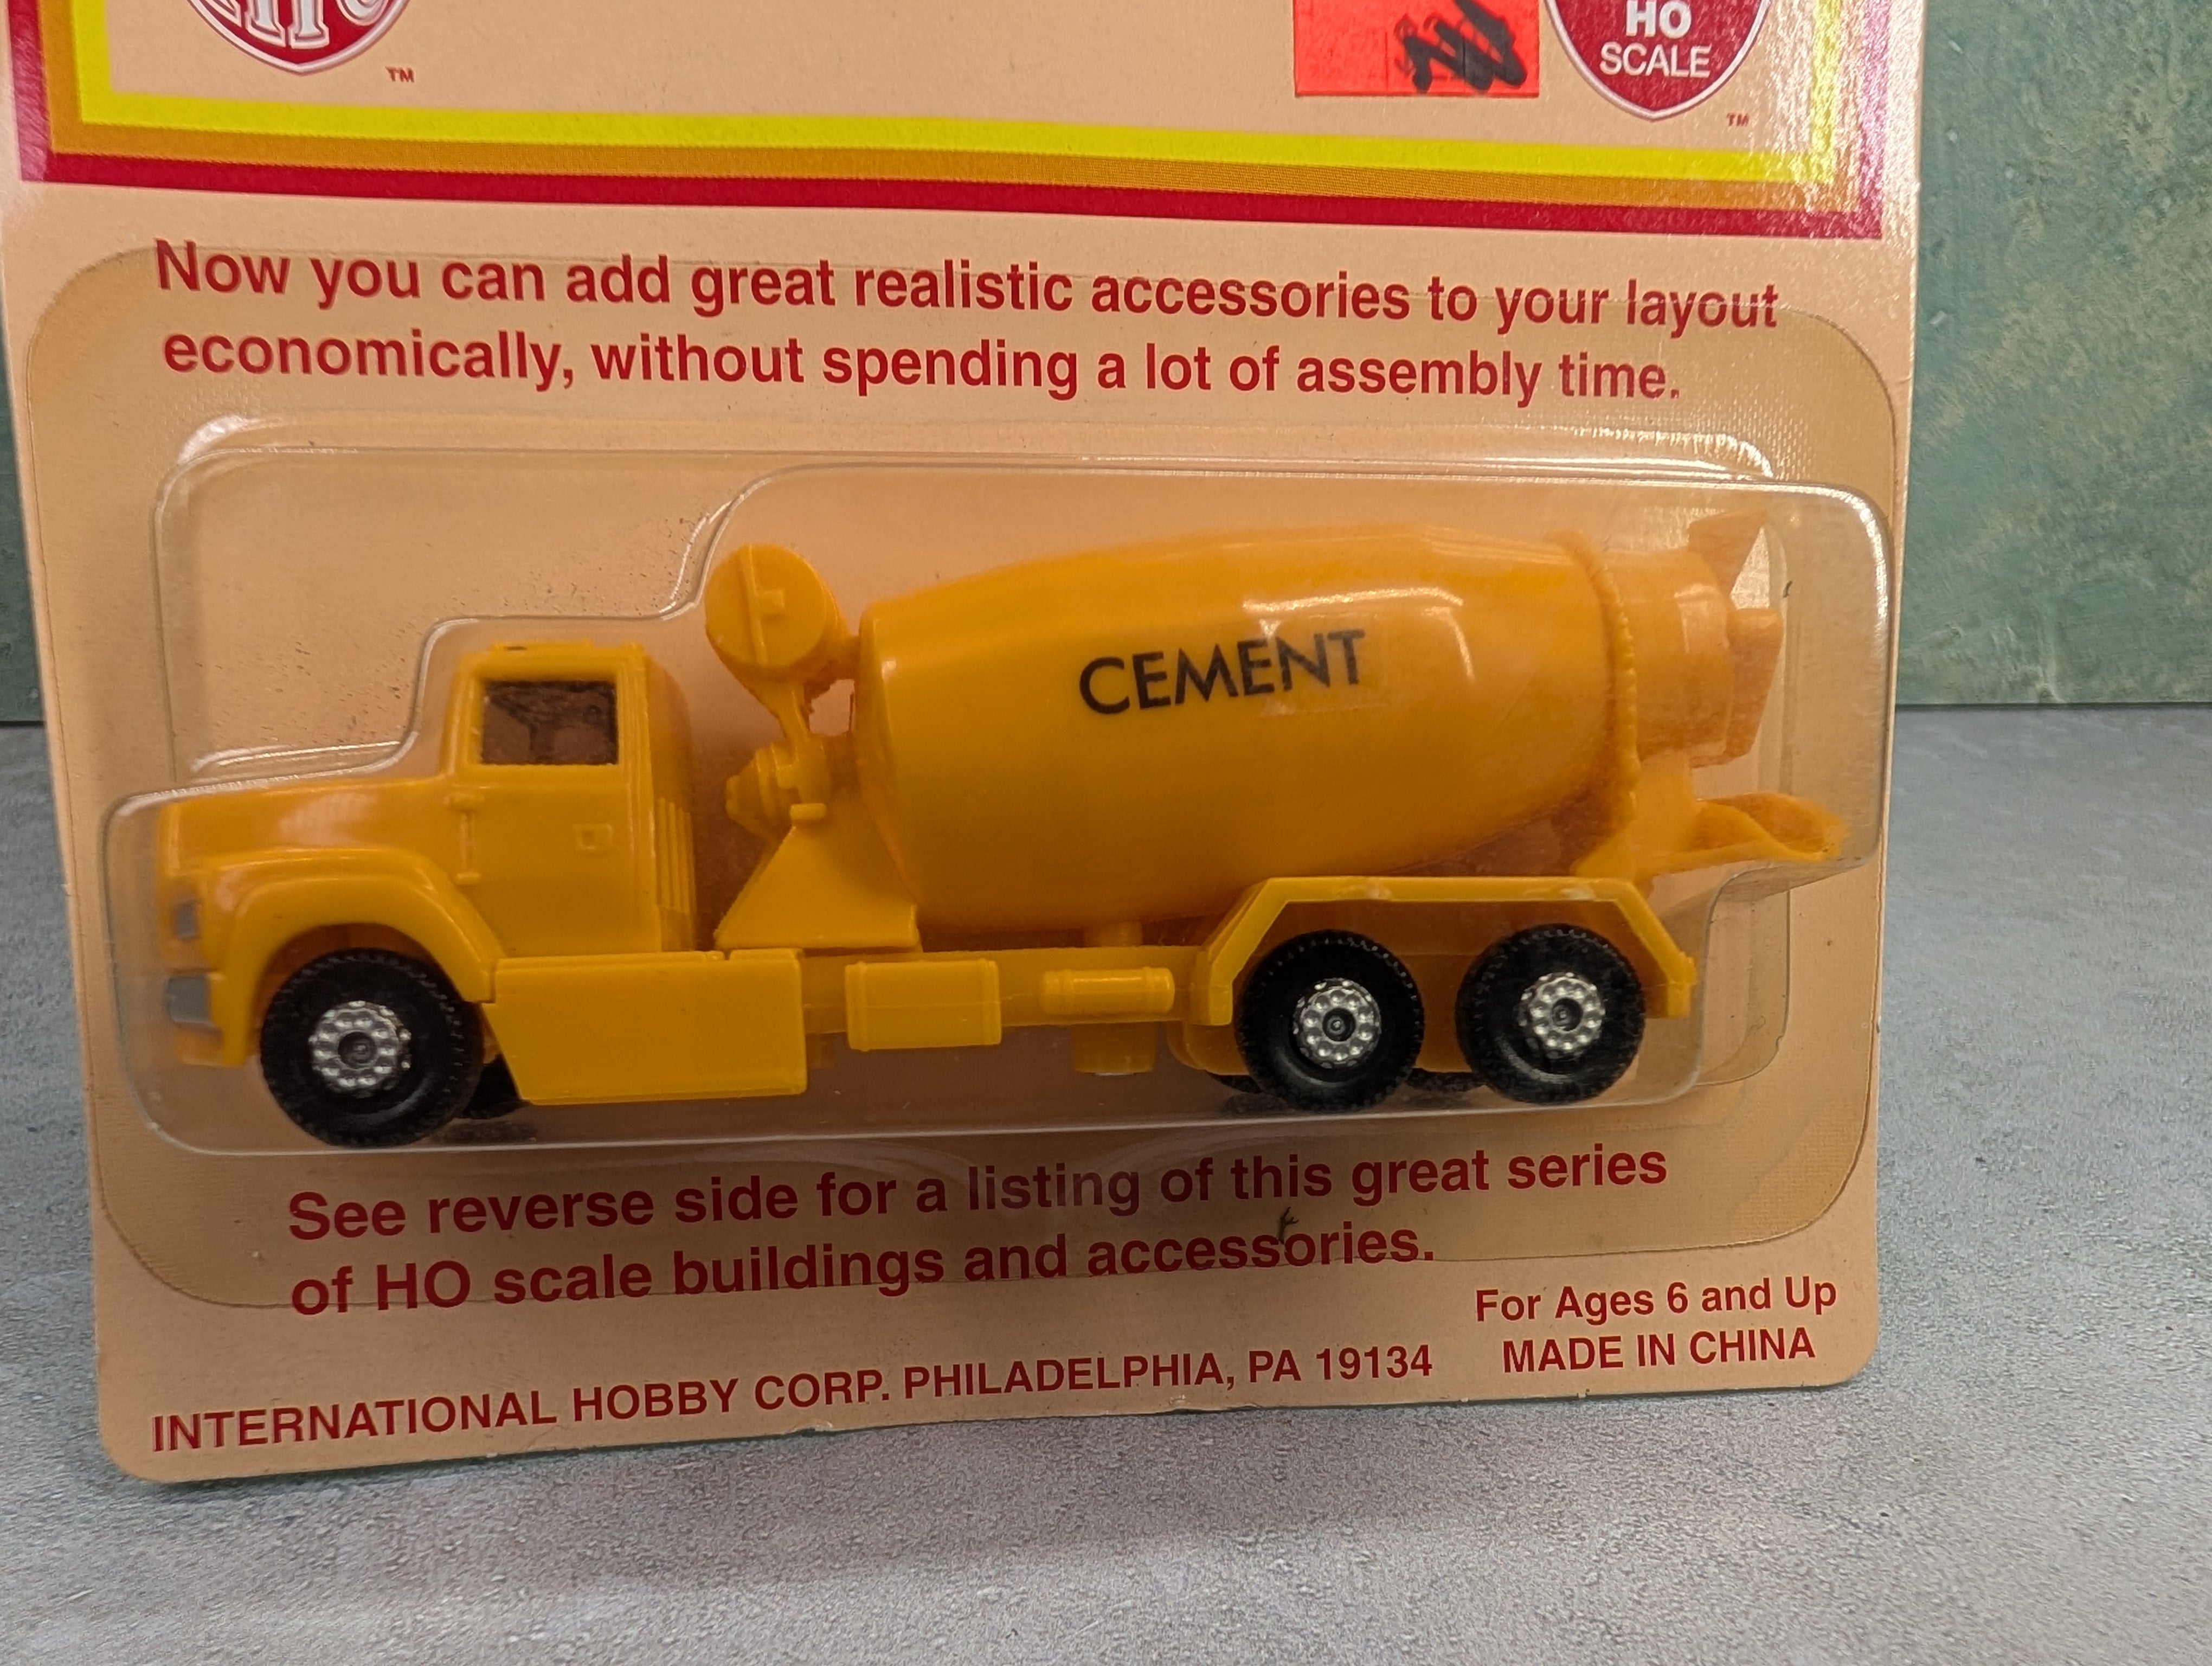 TM
HO
SCALE
TM
Now you can add great realistic accessories to your layout
economically, without spending a lot of assembly time.
CEMENT
See reverse side for a listing of this great series
of HO scale buildings and accessories.
For Ages 6 and Up
INTERNATIONAL HOBBY CORP. PHILADELPHIA, PA 19134
MADE IN CHINA